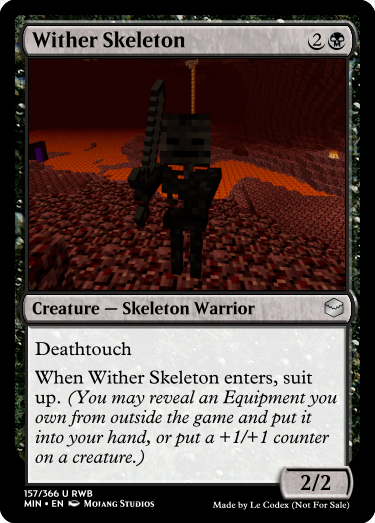 Wither Skeleton 2
Creature — Skeleton Warrior
Deathtouch
When Wither Skeleton enters, suit
up. (You may reveal an Equipment you
own from outside the game and put it
into your hand, or put a +1/+1 counter
on a creature.)
2/2
157/366 U RWB
MIN • EN Mojang Studios
Made by Le Codex (Not For Sale)